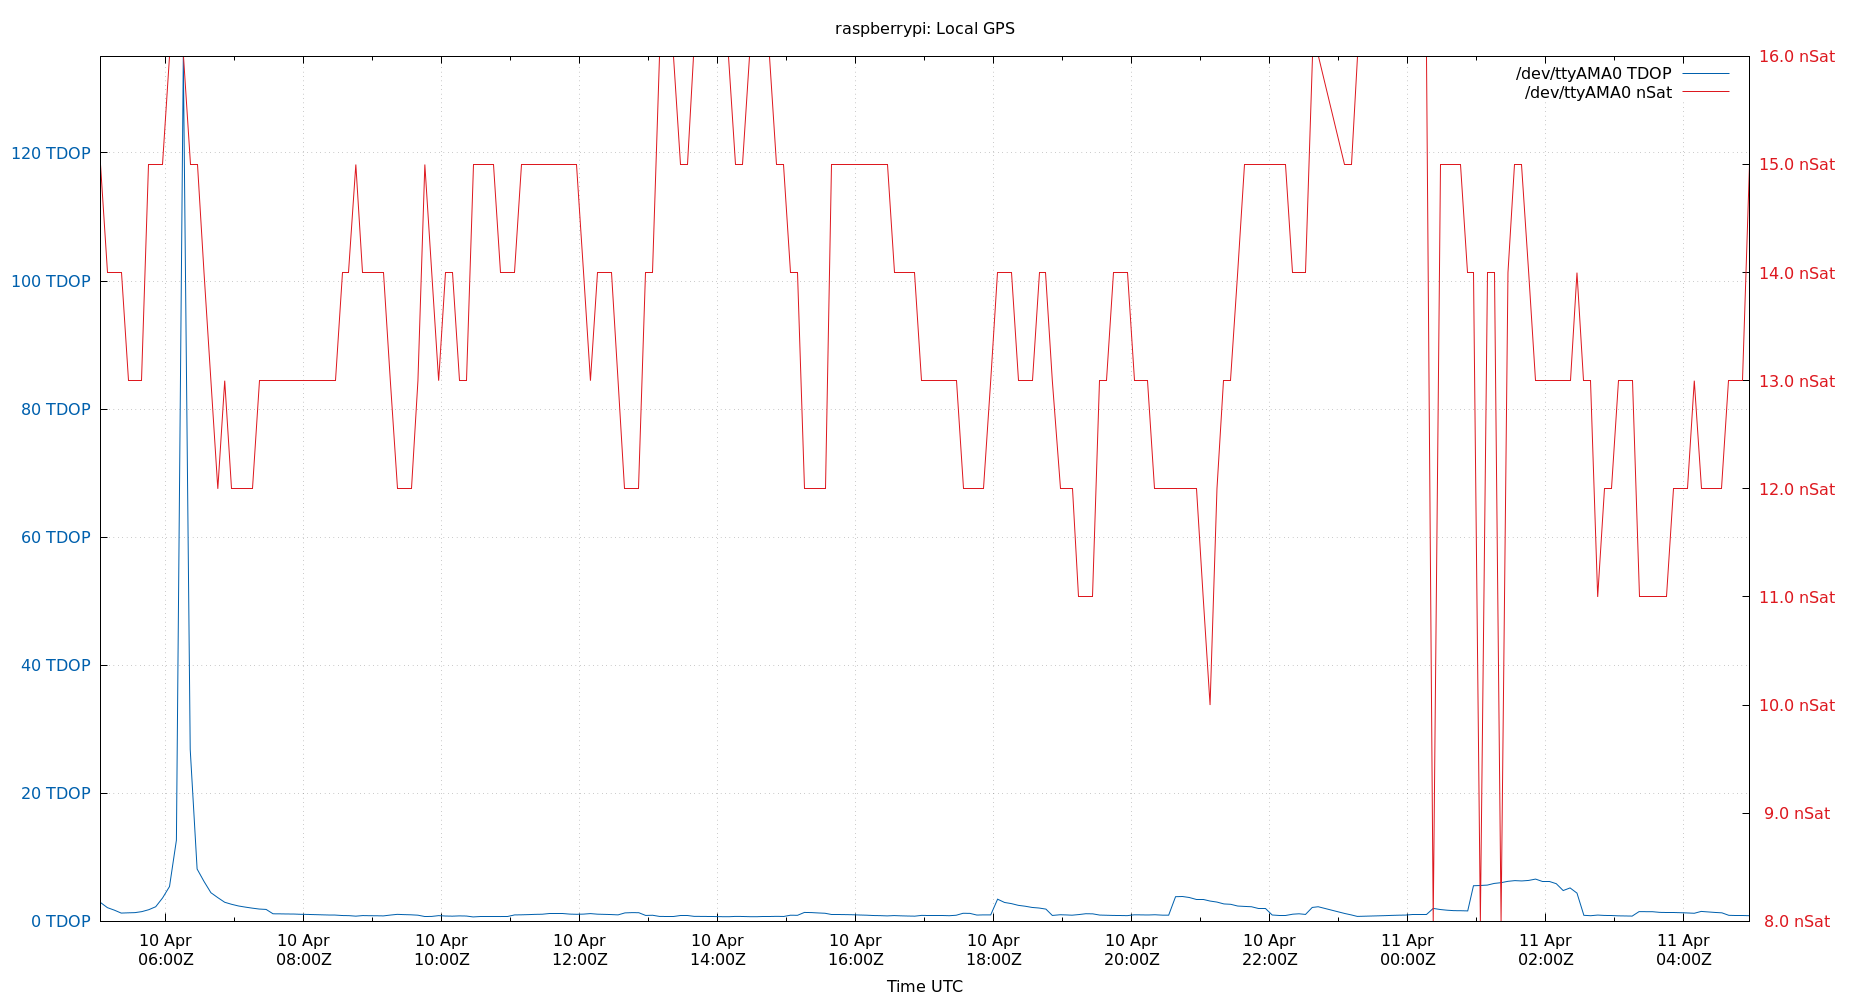 raspberrypi: Local GPS
/dev/ttyAMA0 TDOP
/dev/ttyAMA0 nSat
120 TDOP
100 TDOP
80 TDOP
60 TDOP
40 TDOP
20 TDOP
0 TDOP
16.0 nSat
15.0 nSat
14.0 nSat
13.0 nSat
12.0 nSat
11.0 nSat
10.0 nSat
9.0 nSat
8.0 nSat
10 Apr
06:00Z
10 Apr
08:00Z
10 Apr
10:00Z
10 Apr
12:00Z
10 Apr
14:00Z
10 Apr
16:00Z
10 Apr
18:00Z
10 Apr
20:00Z
10 Apr
22:00Z
11 Apr
00:00Z
11 Apr
02:00Z
11 Apr
04:00Z
Time UTC